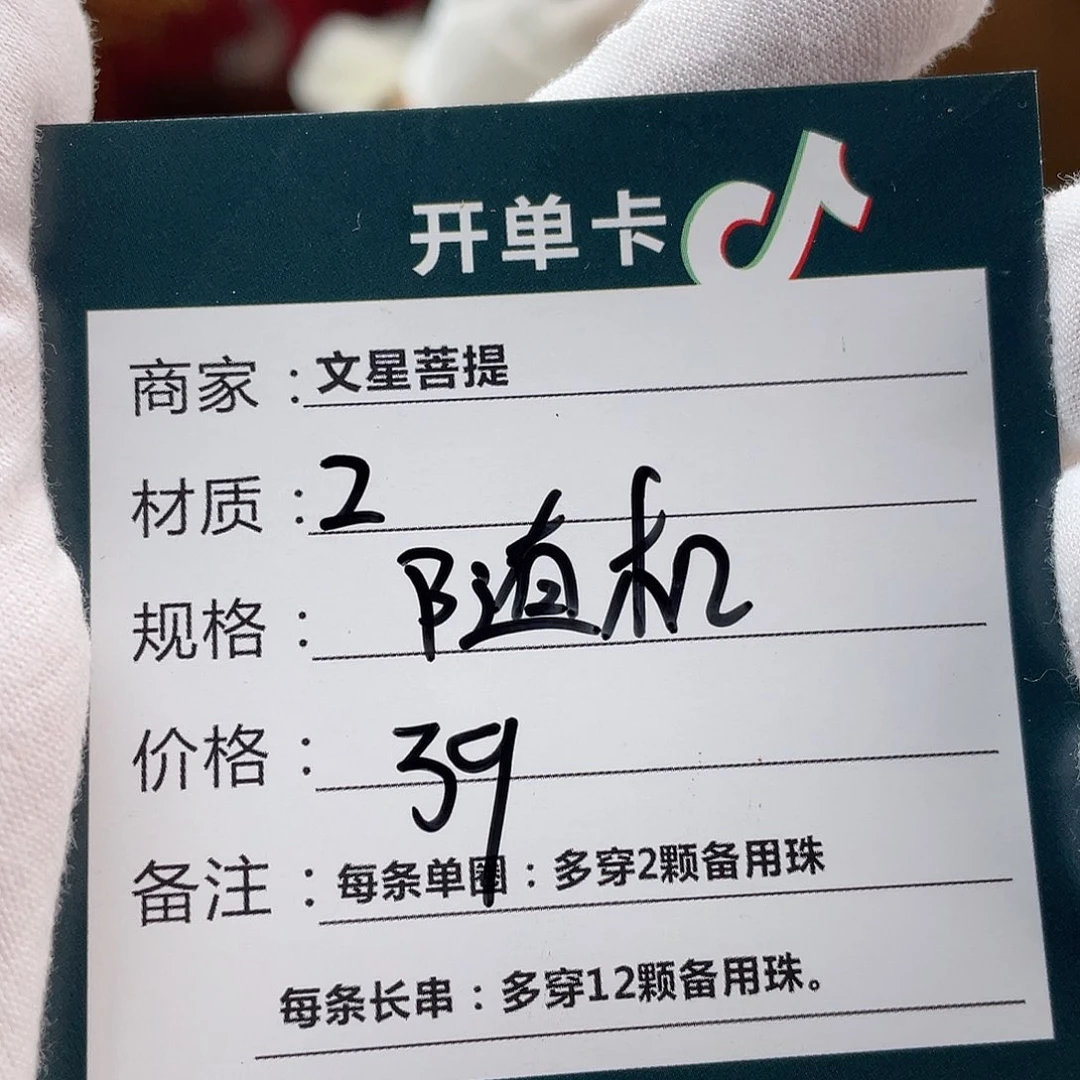 开单卡
商家：文星菩提
材质：2
规格：随机
价格：39
备注：每条单圈：多穿2颗备用珠
每条长串：多穿12颗备用珠。